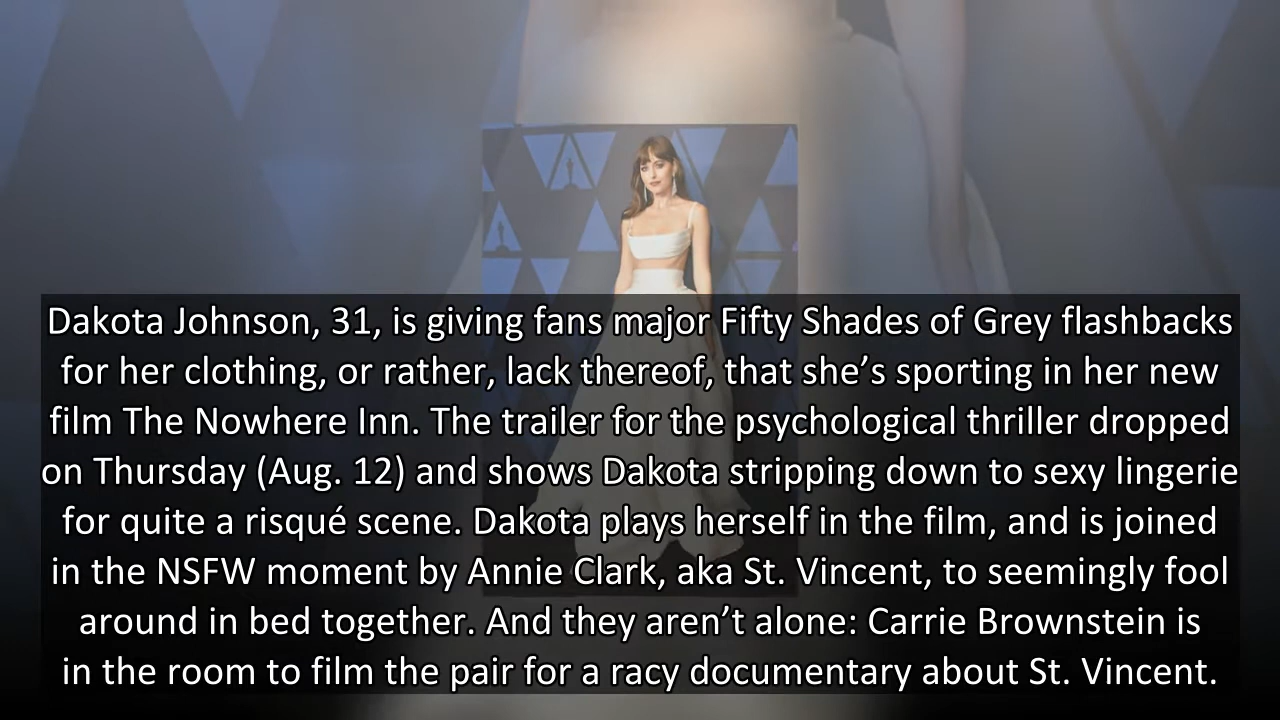 Dakota Johnson, 31, is giving fans major Fifty Shades of Grey flashbacks
for her clothing, or rather, lack thereof, that she’s sporting in her new
film The Nowhere Inn. The trailer for the psychological thriller dropped
on Thursday (Aug. 12) and shows Dakota stripping down to sexy lingerie
for quite a risqué scene. Dakota plays herself in the film, and is joined
in the NSFW moment by Annie Clark, aka St. Vincent, to seemingly fool
around in bed together. And they aren’t alone: Carrie Brownstein is
in the room to film the pair for a racy documentary about St. Vincent.